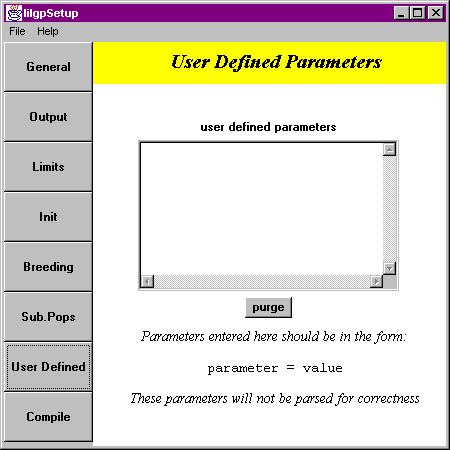 lilgpSetup
File Help
General
Output
Limits
Init
Breeding
Sub.Pops
User Defined
Compile
User Defined Parameters
user defined parameters
purge
Parameters entered here should be in the form:
parameter = value
These parameters will not be parsed for correctness